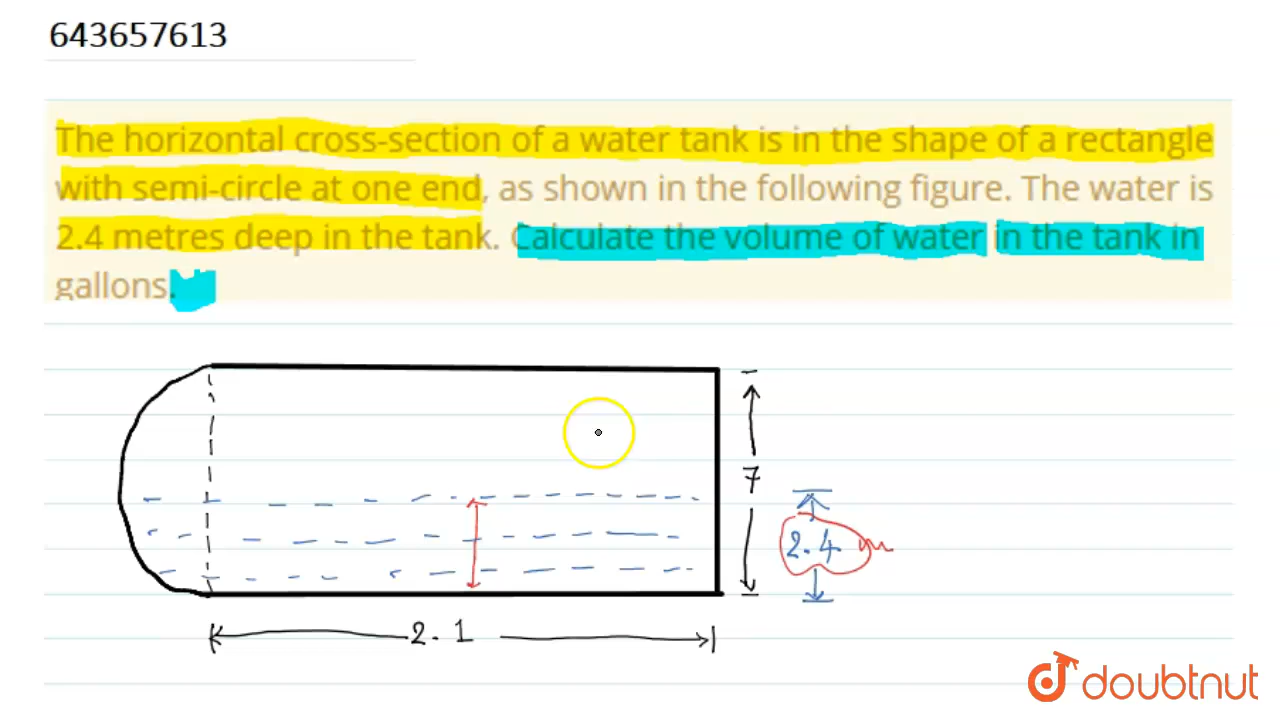 643657613
The horizontal cross-section of a water tank is in the shape of a rectangle
with semi-circle at one end, as shown in the following figure. The water is
2.4 metres deep in the tank. Calculate the volume of water in the tank in
gallons.
7
2.4 m
2.1
doubtnut